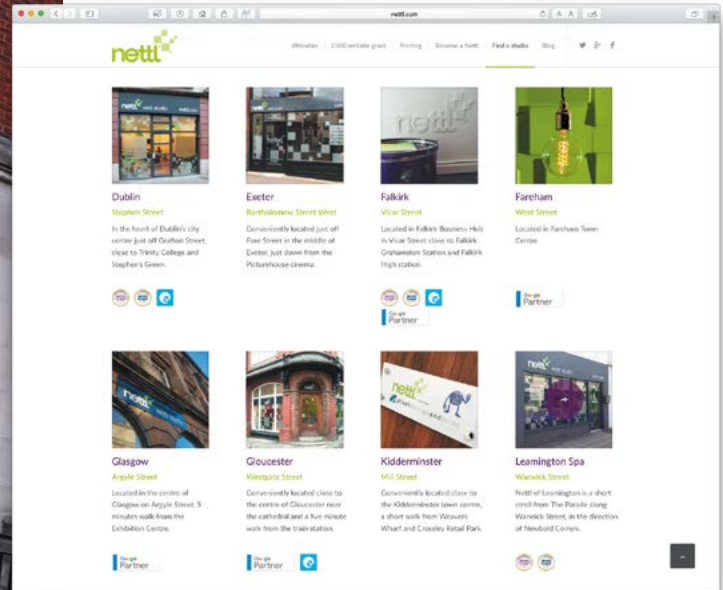 nettl.com
nettl
Websites
£500 website grant
Printing
Become a Nettl
Find a studio
Blog
Dublin
Stephen Street
In the heart of Dublin's city
centre just off Grafton Street,
close to Trinity College and
Stephen's Green.
Exeter
Bartholomew Street West
Conveniently located just off
Fore Street in the middle of
Exeter, just down from the
Picturehouse cinema.
Falkirk
Vicar Street
Located in Falkirk Business Hub
in Vicar Street close to Falkirk
Grahamston Station and Falkirk
High station.
Google
Partner
Fareham
West Street
Located in Fareham Town
Centre.
Google
Partner
Glasgow
Argyle Street
Located in the centre of
Glasgow on Argyle Street, 5
minutes walk from the
Exhibition Centre.
Google
Partner
Gloucester
Westgate Street
Conveniently located close to
the centre of Gloucester near
the cathedral and a five minute
walk from the train station.
Google
Partner
Kidderminster
Mill Street
Conveniently located close to
the Kidderminster town centre,
a short walk from Weavers
Wharf and Crossley Retail Park.
Leamington Spa
Warwick Street
Nettl of Leamington is a short
stroll from The Parade along
Warwick Street, in the direction
of Newbold Comyn.